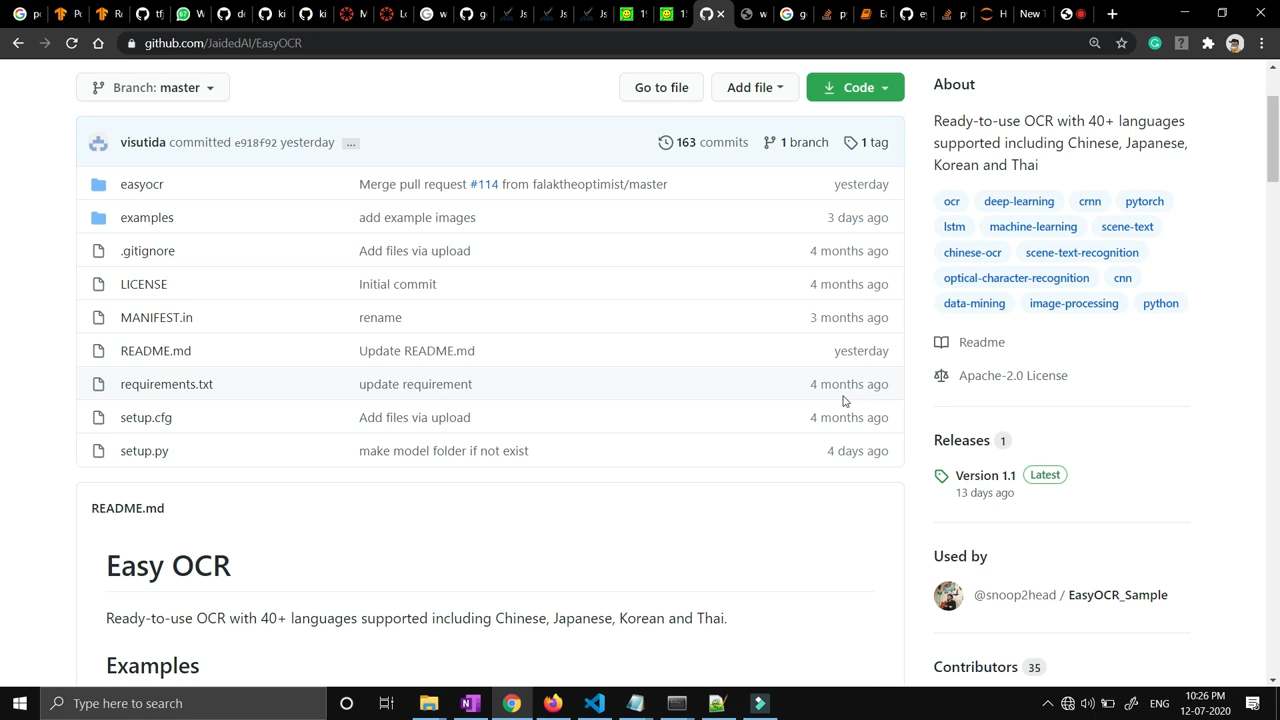 github.com/JaidedAI/EasyOCR
Branch: master
Go to file
Add file
Code
visutida committed e918f92 yesterday ...
163 commits
1 branch
1 tag
easyocr Merge pull request #114 from falaktheoptimist/master yesterday
examples add example images 3 days ago
.gitignore Add files via upload 4 months ago
LICENSE Initial commit 4 months ago
MANIFEST.in rename 3 months ago
README.md Update README.md yesterday
requirements.txt update requirement 4 months ago
setup.cfg Add files via upload 4 months ago
setup.py make model folder if not exist 4 days ago
README.md
Easy OCR
Ready-to-use OCR with 40+ languages supported including Chinese, Japanese, Korean and Thai.
Examples
About
Ready-to-use OCR with 40+ languages
supported including Chinese, Japanese,
Korean and Thai
ocr deep-learning crnn pytorch
lstm machine-learning scene-text
chinese-ocr scene-text-recognition
optical-character-recognition cnn
data-mining image-processing python
Readme
Apache-2.0 License
Releases 1
Version 1.1 Latest
13 days ago
Used by
@snoop2head / EasyOCR_Sample
Contributors 35
Type here to search
ENG
10:26 PM
12-07-2020